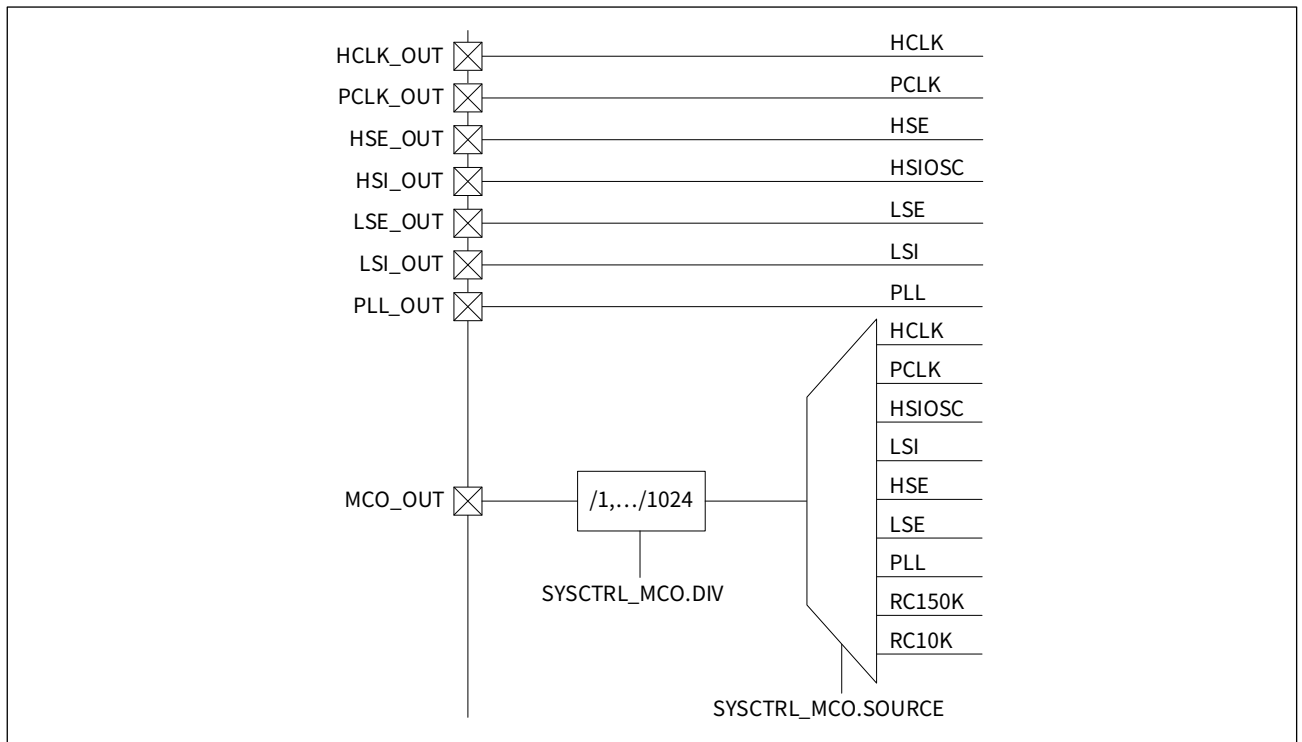 HCLK_OUT HCLK
PCLK_OUT PCLK
HSE_OUT HSE
HSI_OUT HSIOSC
LSE_OUT LSE
LSI_OUT LSI
PLL_OUT PLL
HCLK
PCLK
HSIOSC
LSI
HSE
MCO_OUT /1,.../1024
LSE
PLL
SYSCTRL_MCO.DIV
RC150K
RC10K
SYSCTRL_MCO.SOURCE